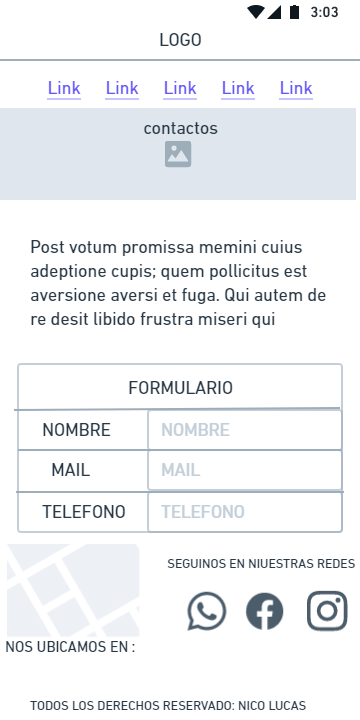 3:03
LOGO
Link Link Link Link Link
contactos
Post votum promissa memini cuius
adeptione cupis; quem pollicitus est
aversione aversi et fuga. Qui autem de
re desit libido frustra miseri qui
FORMULARIO
NOMBRE NOMBRE
MAIL MAIL
TELEFONO TELEFONO
SEGUINOS EN NIUESTRAS REDES
NOS UBICAMOS EN :
TODOS LOS DERECHOS RESERVADO: NICO LUCAS